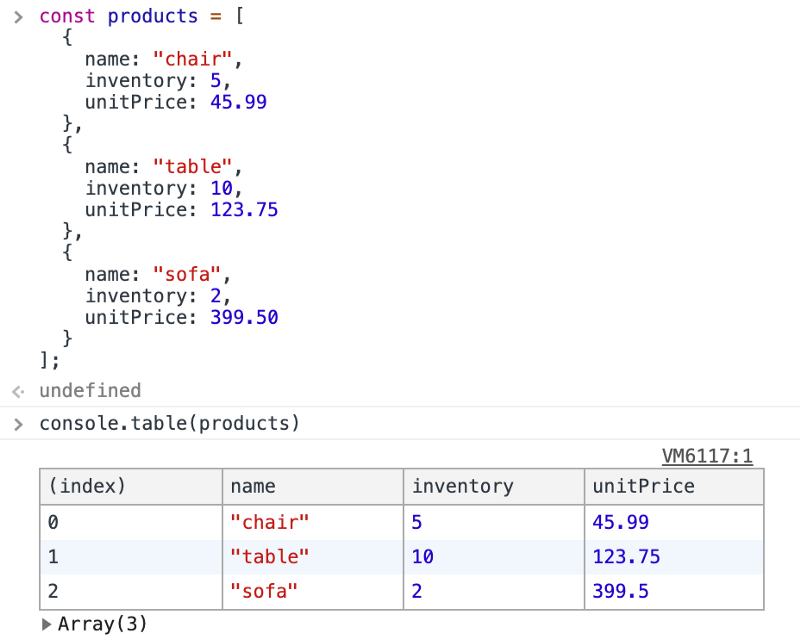 > const products = [
  {
    name: "chair",
    inventory: 5,
    unitPrice: 45.99
  },
  {
    name: "table",
    inventory: 10,
    unitPrice: 123.75
  },
  {
    name: "sofa",
    inventory: 2,
    unitPrice: 399.50
  }
];
undefined
> console.table(products)
VM6117:1
(index) name inventory unitPrice
0 "chair" 5 45.99
1 "table" 10 123.75
2 "sofa" 2 399.5
▶ Array(3)